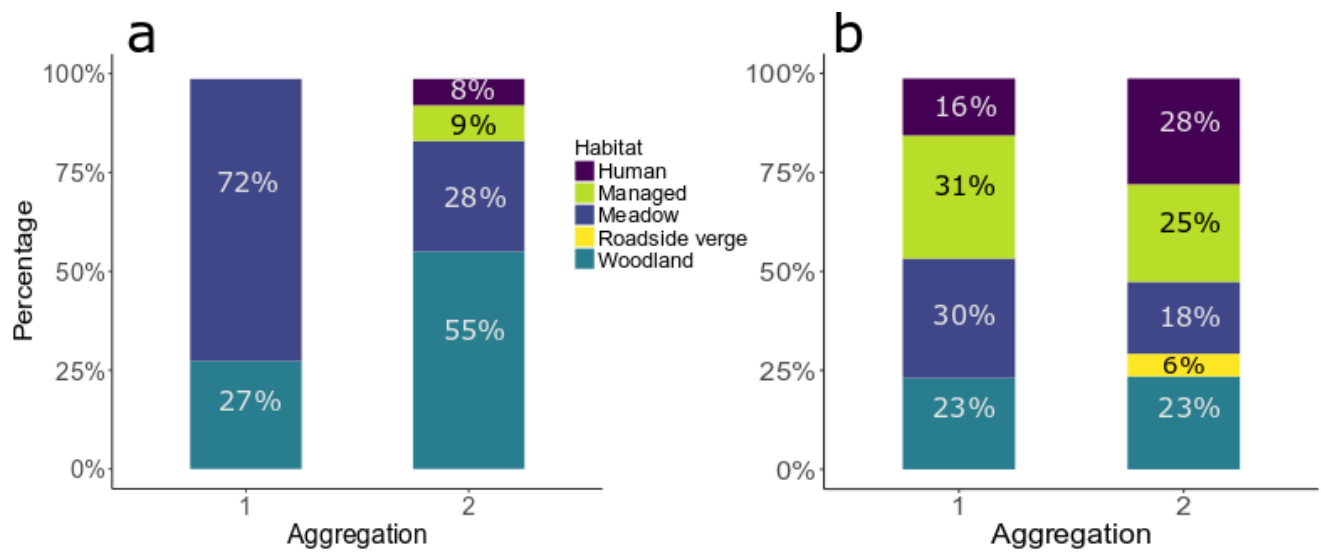 a
100%
75%
50%
25%
0%
Percentage
72%
27%
8%
9%
28%
55%
1
2
Aggregation
Habitat
Human
Managed
Meadow
Roadside verge
Woodland
b
100%
75%
50%
25%
0%
16%
31%
30%
23%
28%
25%
18%
6%
23%
1
2
Aggregation